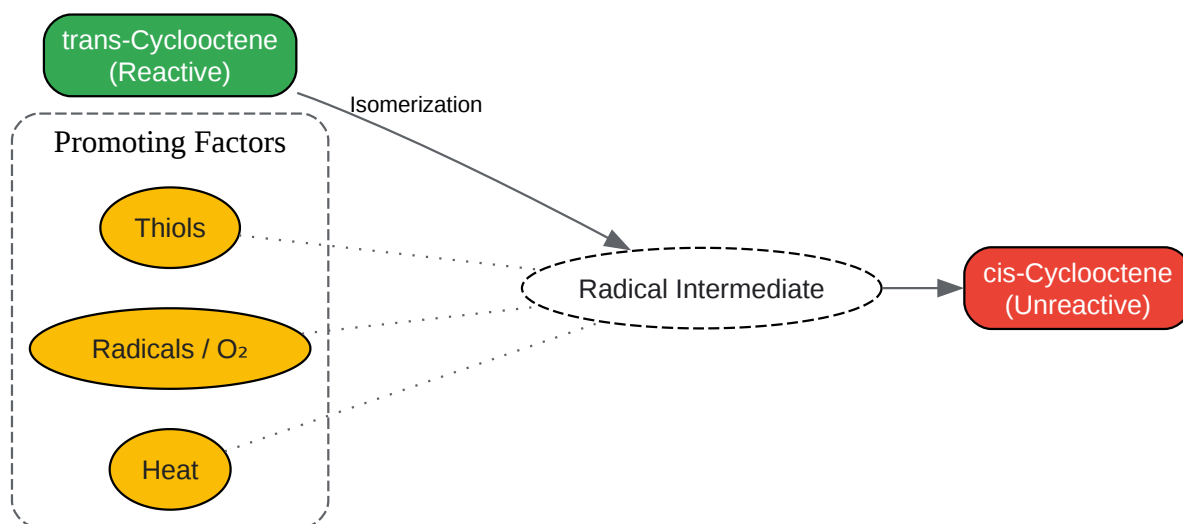 trans-Cyclooctene
(Reactive)
Isomerization
Promoting Factors
Thiols
Radicals / O₂
Heat
Radical Intermediate
cis-Cyclooctene
(Unreactive)